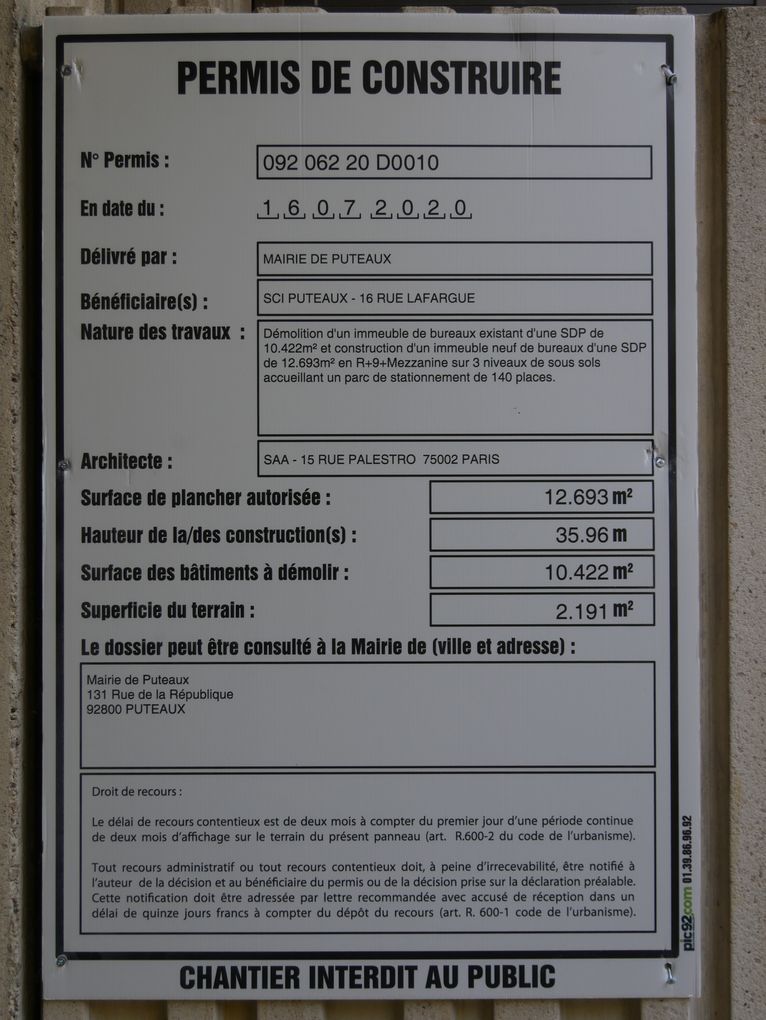 PERMIS DE CONSTRUIRE
N° Permis : 092 062 20 D0010
En date du : 1 6 0 7 2 0 2 0
Délivré par : MAIRIE DE PUTEAUX
Bénéficiaire(s) : SCI PUTEAUX - 16 RUE LAFARGUE
Nature des travaux : Démolition d'un immeuble de bureaux existant d'une SDP de
10.422m² et construction d'un immeuble neuf de bureaux d'une SDP
de 12.693m² en R+9+Mezzanine sur 3 niveaux de sous sols
accueillant un parc de stationnement de 140 places.
Architecte : SAA - 15 RUE PALESTRO 75002 PARIS
Surface de plancher autorisée : 12.693 m²
Hauteur de la/des construction(s) : 35.96 m
Surface des bâtiments à démolir : 10.422 m²
Superficie du terrain : 2.191 m²
Le dossier peut être consulté à la Mairie de (ville et adresse) :
Mairie de Puteaux
131 Rue de la République
92800 PUTEAUX
Droit de recours :
Le délai de recours contentieux est de deux mois à compter du premier jour d'une période continue
de deux mois d'affichage sur le terrain du présent panneau (art. R.600-2 du code de l'urbanisme).
Tout recours administratif ou tout recours contentieux doit, à peine d'irrecevabilité, être notifié à
l'auteur de la décision et au bénéficiaire du permis ou de la décision prise sur la déclaration préalable.
Cette notification doit être adressée par lettre recommandée avec accusé de réception dans un
délai de quinze jours francs à compter du dépôt du recours (art. R. 600-1 code de l'urbanisme).
pic92com 01.39.86.96.92
CHANTIER INTERDIT AU PUBLIC